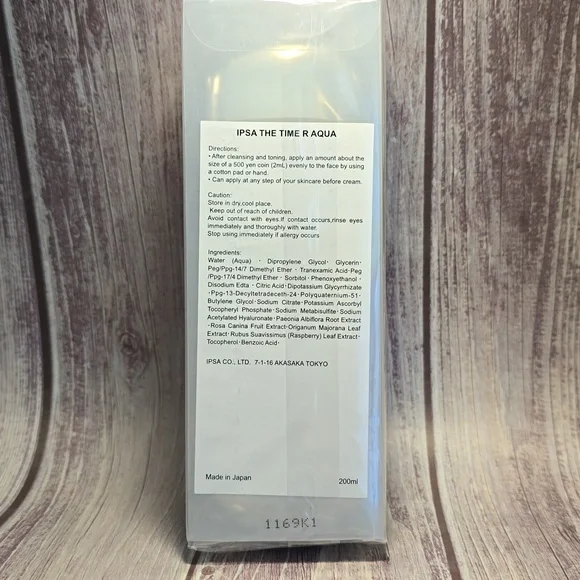 IPSA THE TIME R AQUA
Directions:
• After cleansing and toning, apply an amount about the
size of a 500 yen coin (2mL) evenly to the face by using
a cotton pad or hand.
• Can apply at any step of your skincare before cream.
Caution:
Store in dry,cool place.
Keep out of reach of children.
Avoid contact with eyes.If contact occurs,rinse eyes
immediately and thoroughly with water.
Stop using immediately if allergy occurs
Ingredients:
Water (Aqua) · Dipropylene Glycol· Glycerin·
Peg/Ppg-14/7 Dimethyl Ether · Tranexamic Acid·Peg
/Ppg-17/4 Dimethyl Ether · Sorbitol· Phenoxyethanol·
Disodium Edta · Citric Acid·Dipotassium Glycyrrhizate
·Ppg-13-Decyltetradeceth-24·Polyquaternium-51·
Butylene Glycol·Sodium Citrate·Potassium Ascorbyl
Tocopheryl Phosphate·Sodium Metabisulfite·Sodium
Acetylated Hyaluronate·Paeonia Albiflora Root Extract
·Rosa Canina Fruit Extract·Origanum Majorana Leaf
Extract·Rubus Suavissimus (Raspberry) Leaf Extract·
Tocopherol·Benzoic Acid·
IPSA CO., LTD. 7-1-16 AKASAKA TOKYO
Made in Japan 200ml
1169K1